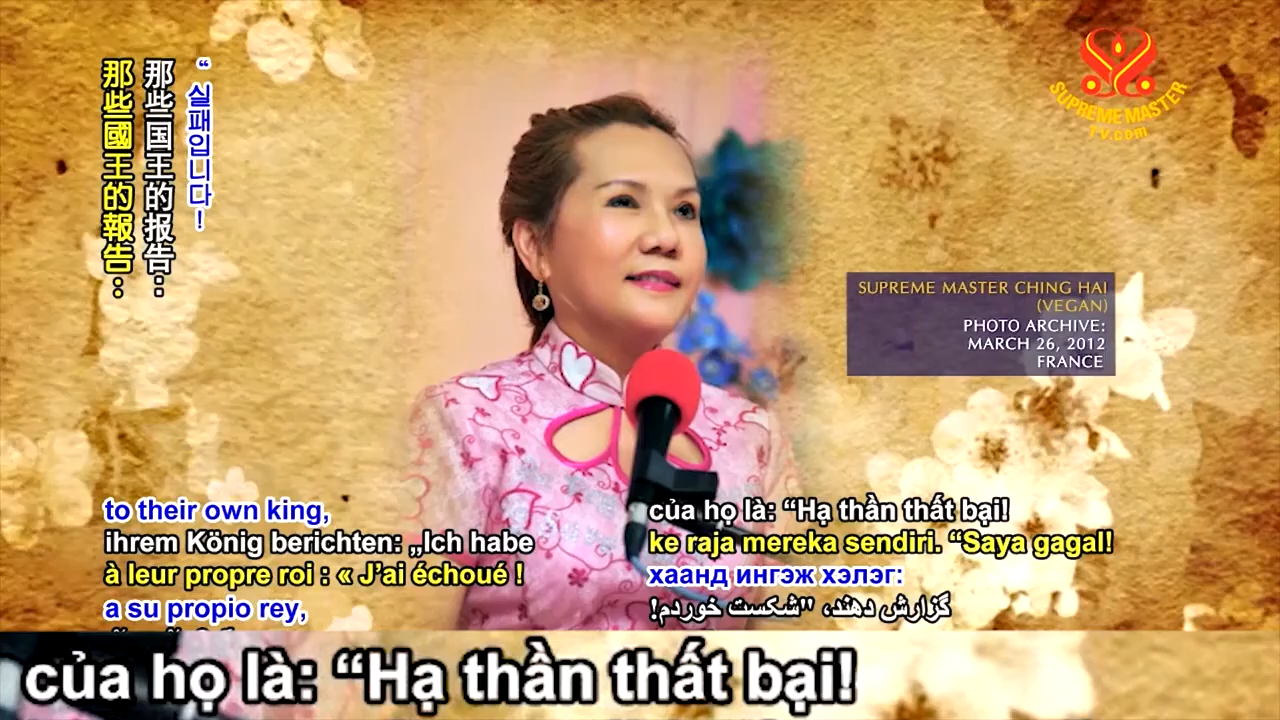 那些國王的報告：
那些国王的报告：
“ 실패입니다！
SUPREME MASTER
TV.com
SUPREME MASTER CHING HAI
(VEGAN)
PHOTO ARCHIVE:
MARCH 26, 2012
FRANCE
to their own king,
ihrem König berichten: „Ich habe
à leur propre roi : « J’ai échoué !
a su propio rey,
của họ là: “Hạ thần thất bại!
ke raja mereka sendiri. “Saya gagal!
хаанд ингэж хэлэг:
گزارش دهند، "شکست خوردم!
của họ là: “Hạ thần thất bại!